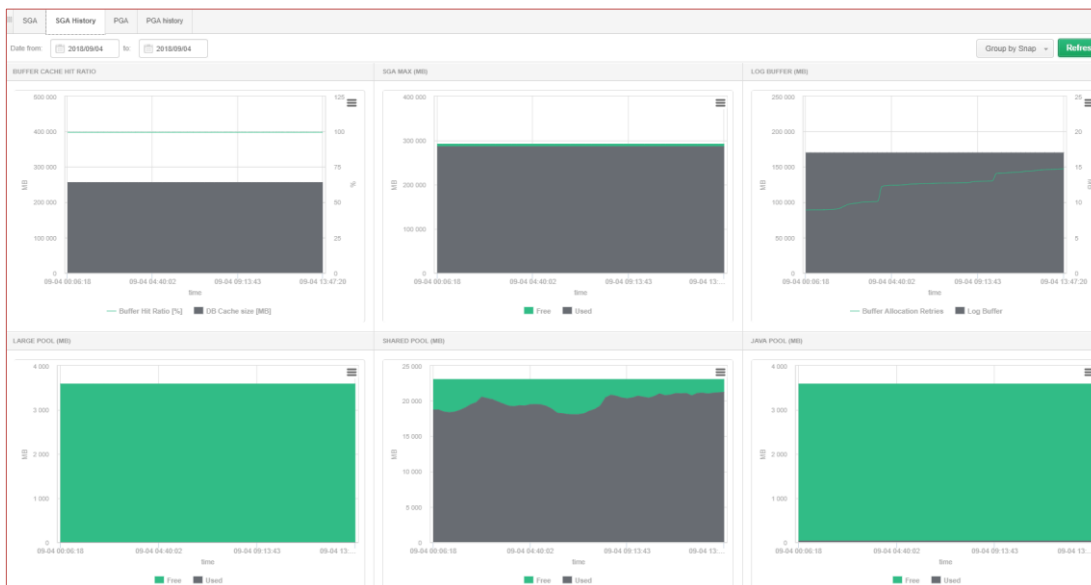 SGA SGA History PGA PGA history
Date from: 2018/09/04 to: 2018/09/04 Group by Snap Refres
BUFFER CACHE HIT RATIO
500 000
400 000
300 000
200 000
100 000
0
MB
125
100
75
50
25
0
%
09-04 00:06:18 09-04 04:40:02 09-04 09:13:43 09-04 13:47:20
time
Buffer Hit Ratio [%] DB Cache size [MB]
SGA MAX (MB)
400 000
300 000
200 000
100 000
0
MB
09-04 00:06:18 09-04 04:40:02 09-04 09:13:43 09-04 13:...
time
Free Used
LOG BUFFER (MB)
250 000
200 000
150 000
100 000
50 000
0
MB
25
20
15
10
5
0
09-04 00:06:18 09-04 04:40:02 09-04 09:13:43 09-04 13:47:20
time
Buffer Allocation Retries Log Buffer
LARGE POOL (MB)
4 000
3 000
2 000
1 000
0
MB
09-04 00:06:18 09-04 04:40:02 09-04 09:13:43 09-04 13:...
time
Free Used
SHARED POOL (MB)
25 000
20 000
15 000
10 000
5 000
0
MB
09-04 00:06:18 09-04 04:40:02 09-04 09:13:43 09-04 13:...
time
Free Used
JAVA POOL (MB)
4 000
3 000
2 000
1 000
0
MB
09-04 00:06:18 09-04 04:40:02 09-04 09:13:43 09-04 13:...
time
Free Used